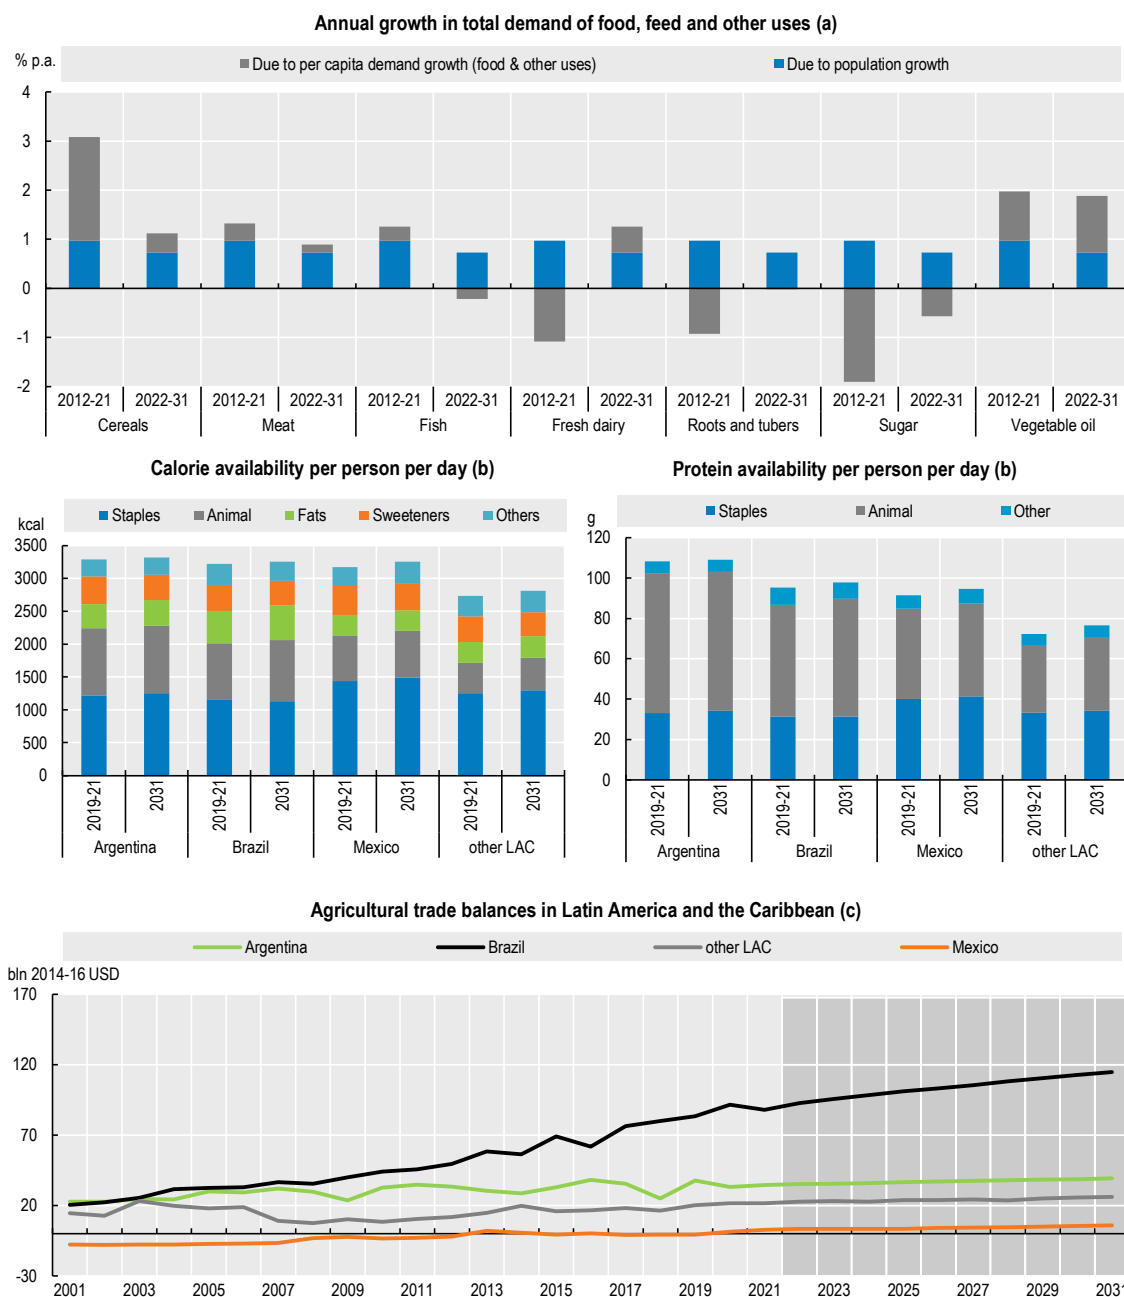 Annual growth in total demand of food, feed and other uses (a)
% p.a.
Due to per capita demand growth (food & other uses) Due to population growth
4
3
2
1
0
-1
-2
2012-21 2022-31 2012-21 2022-31 2012-21 2022-31 2012-21 2022-31 2012-21 2022-31 2012-21 2022-31 2012-21 2022-31
Cereals Meat Fish Fresh dairy Roots and tubers Sugar Vegetable oil
Calorie availability per person per day (b)
kcal
Staples Animal Fats Sweeteners Others
3500
3000
2500
2000
1500
1000
500
0
2019-21 2031 2019-21 2031 2019-21 2031 2019-21 2031
Argentina Brazil Mexico other LAC
Protein availability per person per day (b)
g
Staples Animal Other
120
100
80
60
40
20
0
2019-21 2031 2019-21 2031 2019-21 2031 2019-21 2031
Argentina Brazil Mexico other LAC
Agricultural trade balances in Latin America and the Caribbean (c)
Argentina Brazil other LAC Mexico
bln 2014-16 USD
170
120
70
20
-30
2001 2003 2005 2007 2009 2011 2013 2015 2017 2019 2021 2023 2025 2027 2029 2031